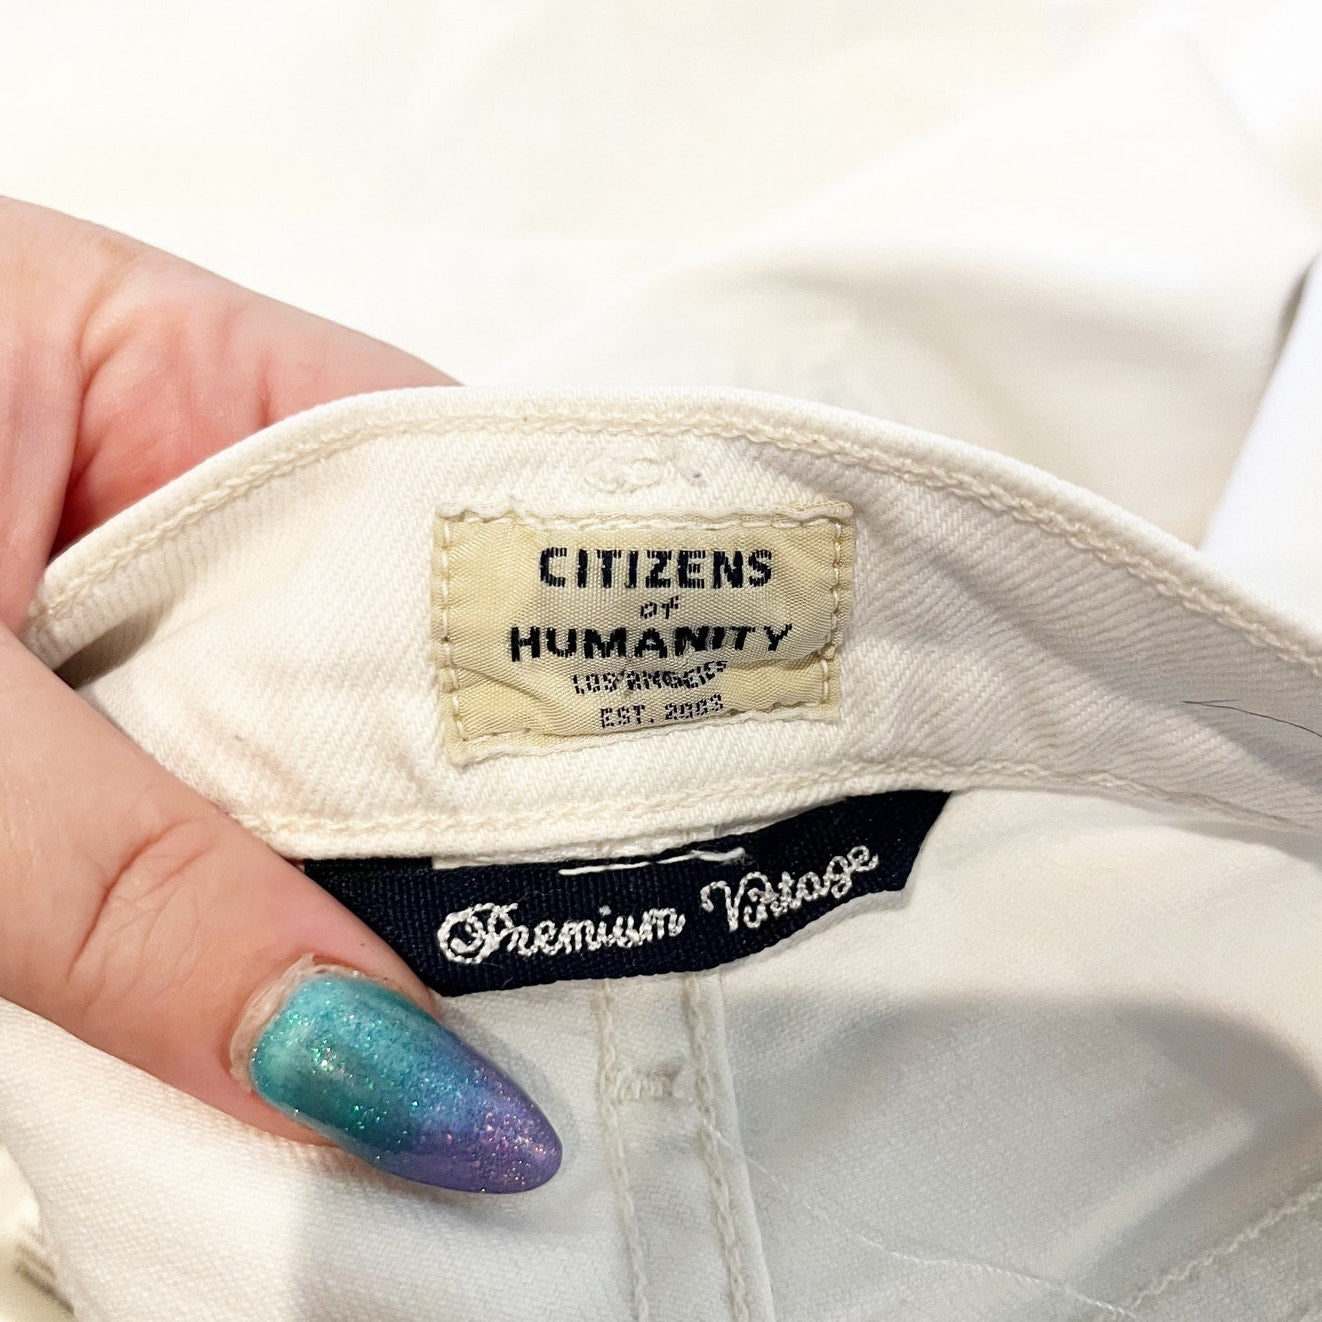 CITIZENS
of
HUMANITY
LOS ANGELES
EST. 2003
Premium Vintage